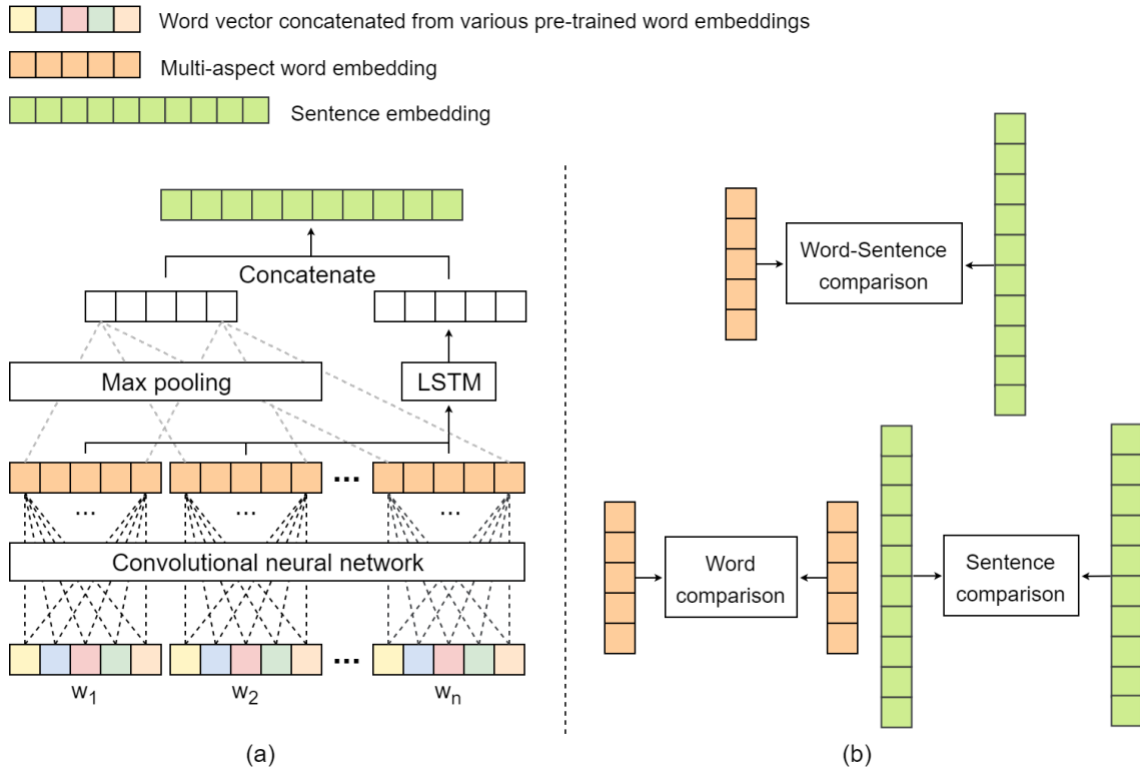 Word vector concatenated from various pre-trained word embeddings
Multi-aspect word embedding
Sentence embedding
Concatenate
Max pooling
LSTM
...
... ... ...
Convolutional neural network
...
w1 w2 wn
(a)
Word-Sentence
comparison
Word
comparison
Sentence
comparison
(b)